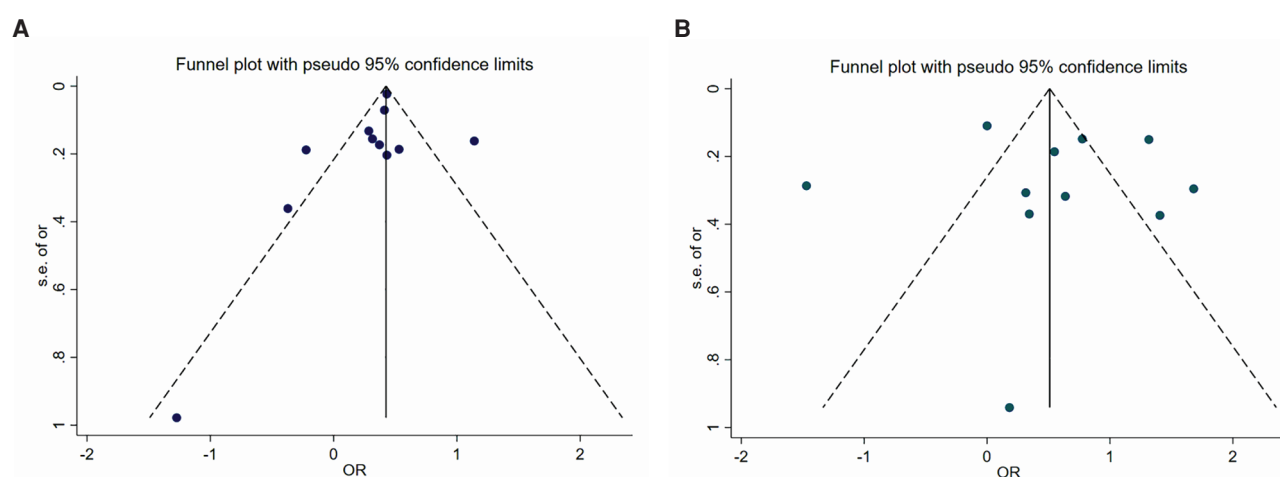 A
Funnel plot with pseudo 95% confidence limits
s.e. of or
0
.2
.4
.6
.8
1
-2 -1 0 1 2
OR
B
Funnel plot with pseudo 95% confidence limits
s.e. of or
0
.2
.4
.6
.8
1
-2 -1 0 1 2
OR